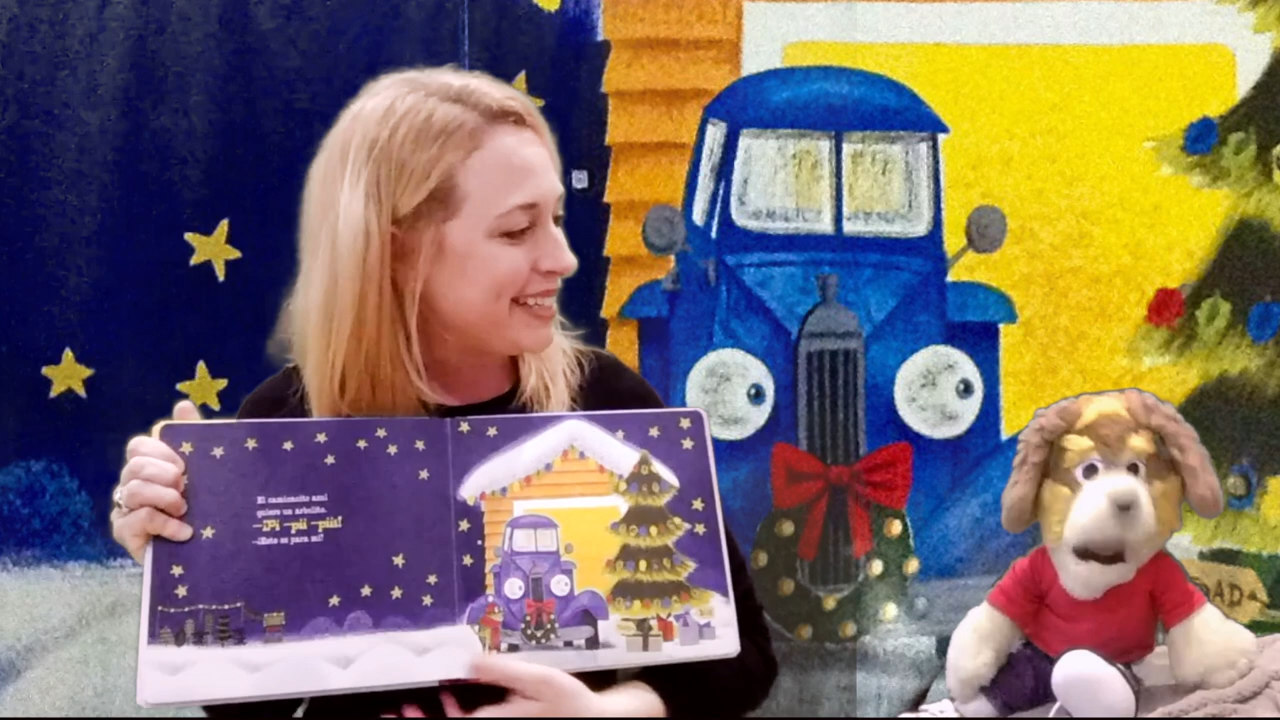 El camioncito azul
quiere un arbolito.
—¡Pi —pii —piii!
—¡Este es para mí!